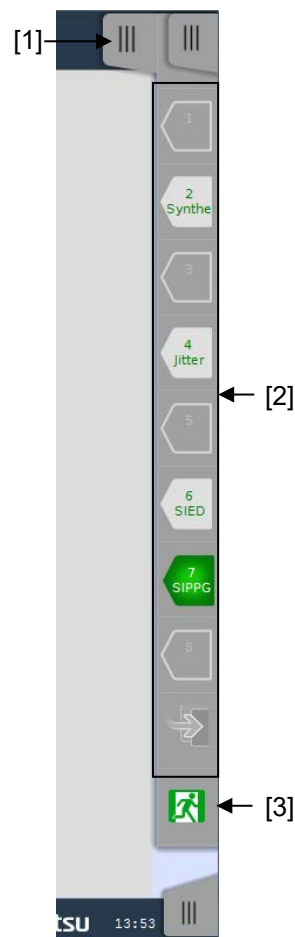 [1]
1
2
Synthe
3
4
Jitter
[2]
5
6
SIED
7
SIPPG
8
[3]
tsu 13:53